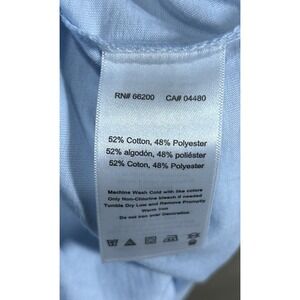 RN# 66200 CA# 04480
52% Cotton, 48% Polyester
52% algodón, 48% poliéster
52% Coton, 48% Polyester
Machine Wash Cold with like colors
Only Non-Chlorine bleach if needed
Tumble Dry Low and Remove Promptly
Warm Iron
Do not Iron over Decoration